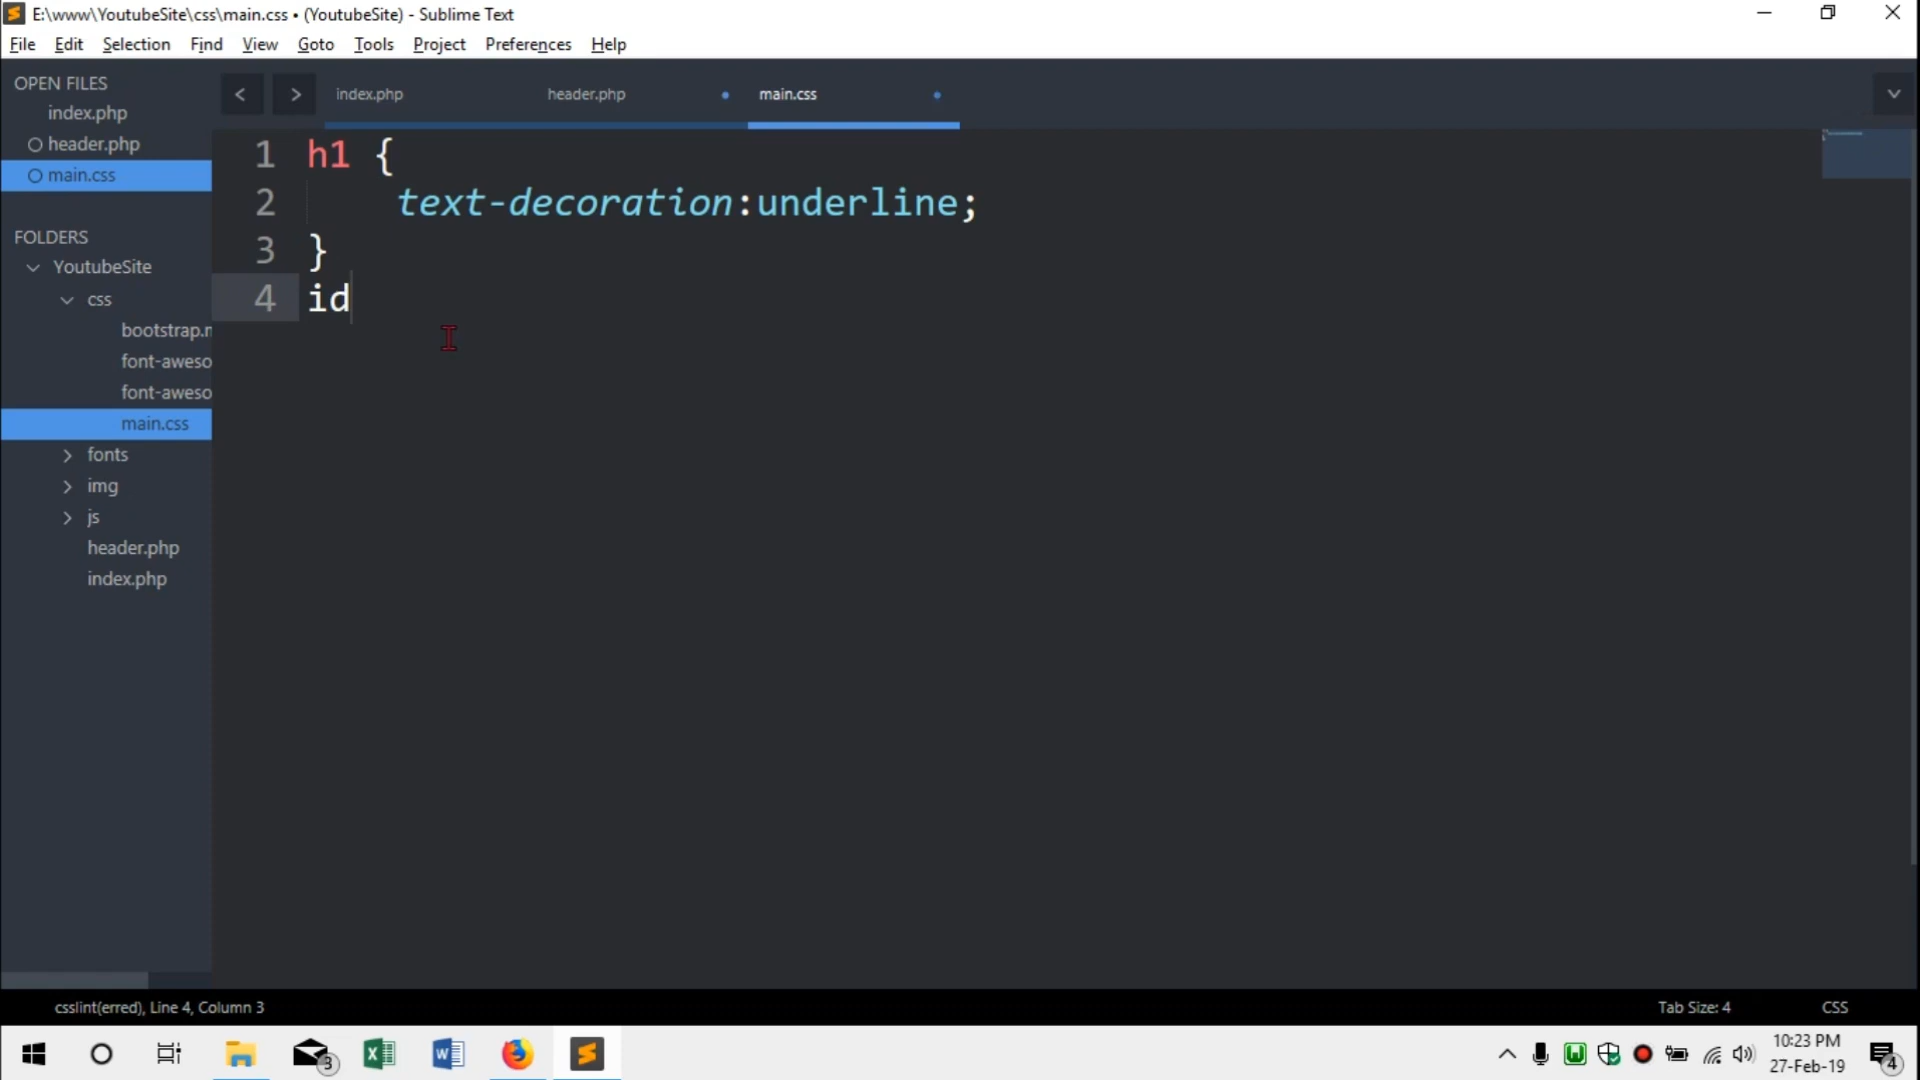 E:\www\YoutubeSite\css\main.css • (YoutubeSite) - Sublime Text
File Edit Selection Find View Goto Tools Project Preferences Help
OPEN FILES
index.php
header.php
main.css
FOLDERS
YoutubeSite
css
bootstrap.n
font-aweso
font-aweso
main.css
fonts
img
js
header.php
index.php
index.php header.php main.css
1 h1 {
2 text-decoration:underline;
3 }
4 id
csslint(erred), Line 4, Column 3 Tab Size: 4 CSS
3
10:23 PM
27-Feb-19
4